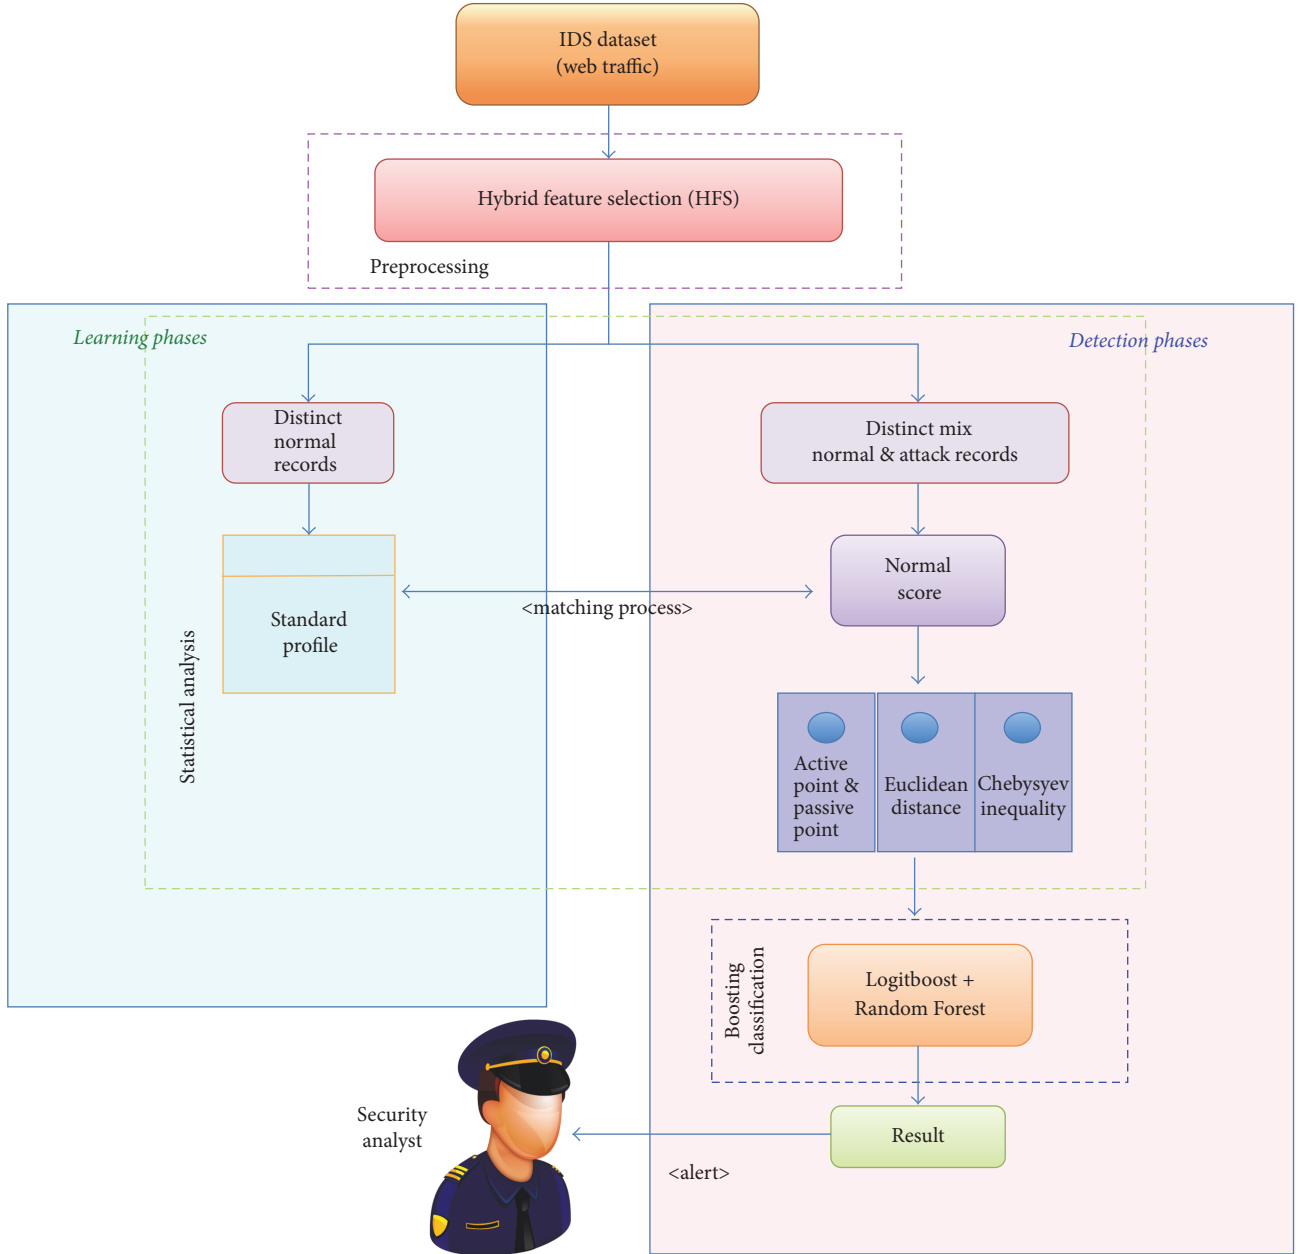 IDS dataset
(web traffic)
Hybrid feature selection (HFS)
Preprocessing
Learning phases
Detection phases
Distinct
normal
records
Distinct mix
normal & attack records
Standard
profile
<matching process>
Normal
score
Statistical analysis
Active
point &
passive
point
Euclidean
distance
Chebysyev
inequality
Boosting
classification
Logitboost +
Random Forest
Security
analyst
Result
<alert>